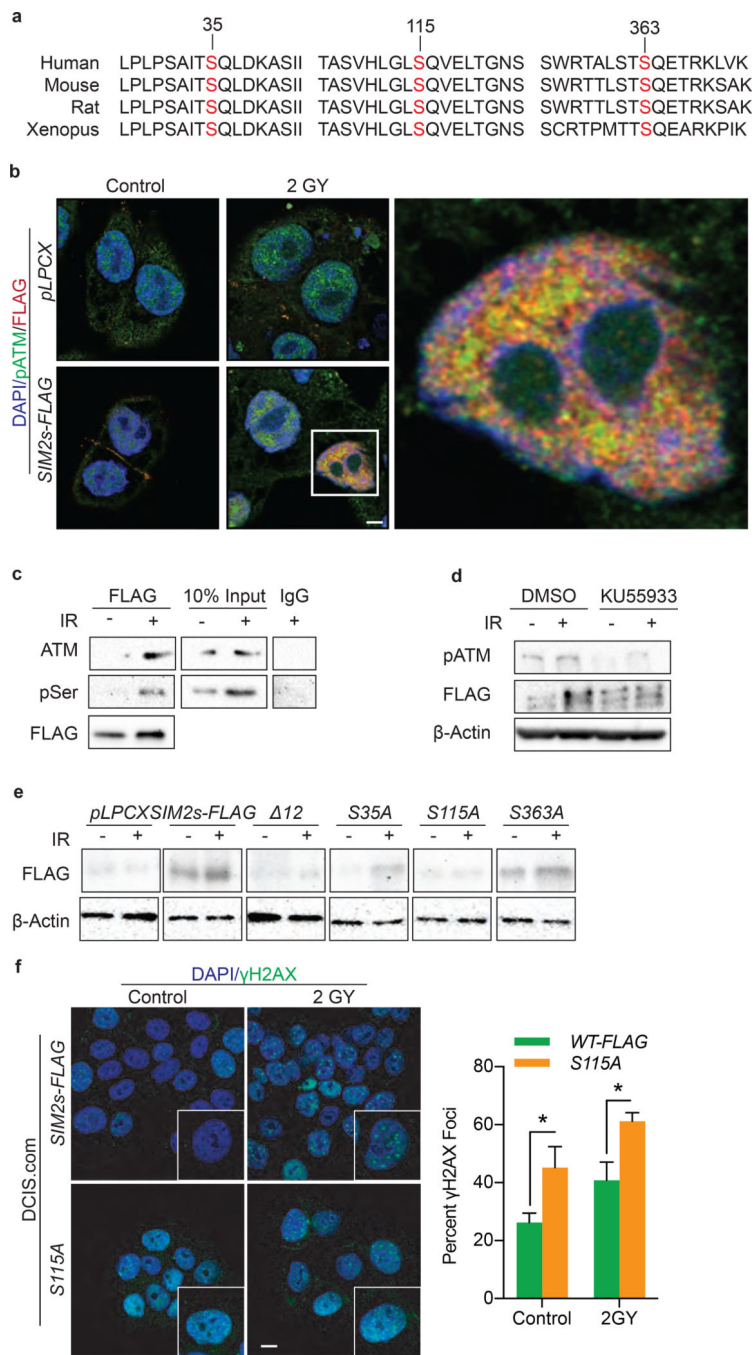 a
35 115 363
Human LPLPSAITSQLDKASII TASVHLGLSQVELTGNS SWRTALSTSQETRKLVK
Mouse LPLPSAITSQLDKASII TASVHLGLSQVELTGNS SWRTTLSTSQETRKSAK
Rat LPLPSAITSQLDKASII TASVHLGLSQVELTGNS SWRTTLSTSQETRKSAK
Xenopus LPLPSAITSQLDKASII TASVHLGLSQVELTGNS SCRTPMTTSQEARKPIK
b
Control 2 GY
DAPI/pATM/FLAG
pLPCX
SIM2s-FLAG
c
FLAG 10% Input IgG
IR - + - + +
ATM
pSer
FLAG
d
DMSO KU55933
IR - + - +
pATM
FLAG
β-Actin
e
pLPCX SIM2s-FLAG Δ12 S35A S115A S363A
IR - + - + - + - + - + - +
FLAG
β-Actin
f
DAPI/γH2AX
Control 2 GY
DCIS.com
SIM2s-FLAG
S115A
WT-FLAG
S115A
Percent γH2AX Foci
80
60
40
20
0
* *
Control 2GY